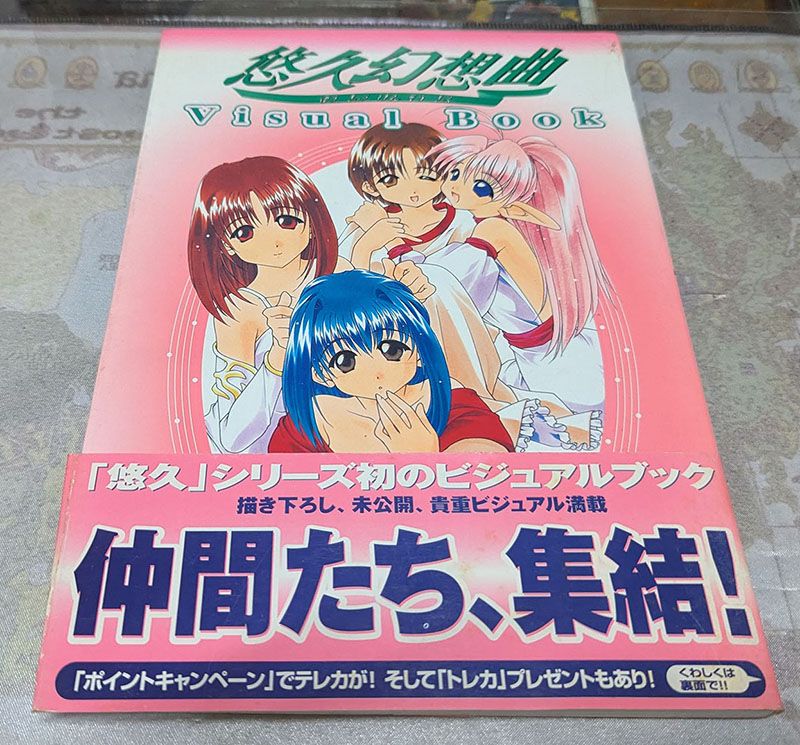 悠久幻想曲
Visual Book
「悠久」シリーズ初のビジュアルブック
描き下ろし、未公開、貴重ビジュアル満載
仲間たち、集結!
「ポイントキャンペーン」でテレカが! そして「トレカ」プレゼントもあり!
くわしくは
裏面で!!